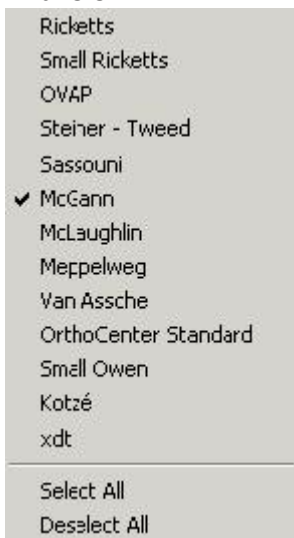 Ricketts
Small Ricketts
OVAP
Steiner - Tweed
Sassouni
McGann
McLaughlin
Meppelweg
Van Assche
OrthoCenter Standard
Small Owen
Kotzé
xdt
Select All
Deselect All